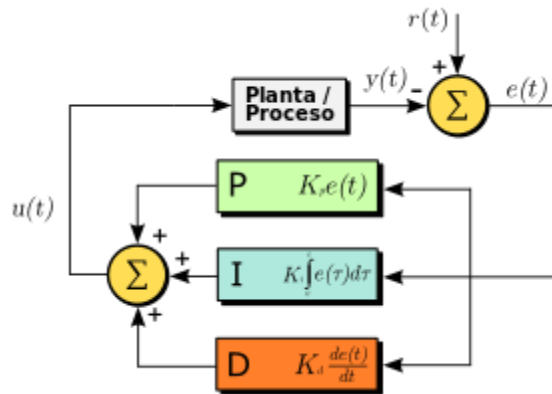 r(t)
+
Planta /
Proceso
y(t)
-
Σ
e(t)
P Kₚe(t)
u(t)
+
Σ
+
I Kᵢ∫e(τ)dτ
+
D K_d de(t)/dt